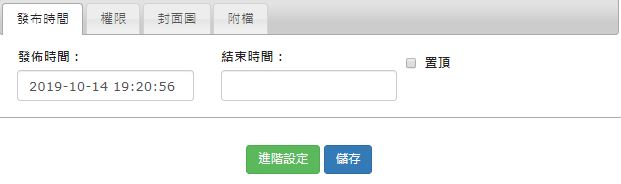 發布時間 權限 封面圖 附檔
發佈時間： 結束時間：
2019-10-14 19:20:56 置頂
進階設定 儲存